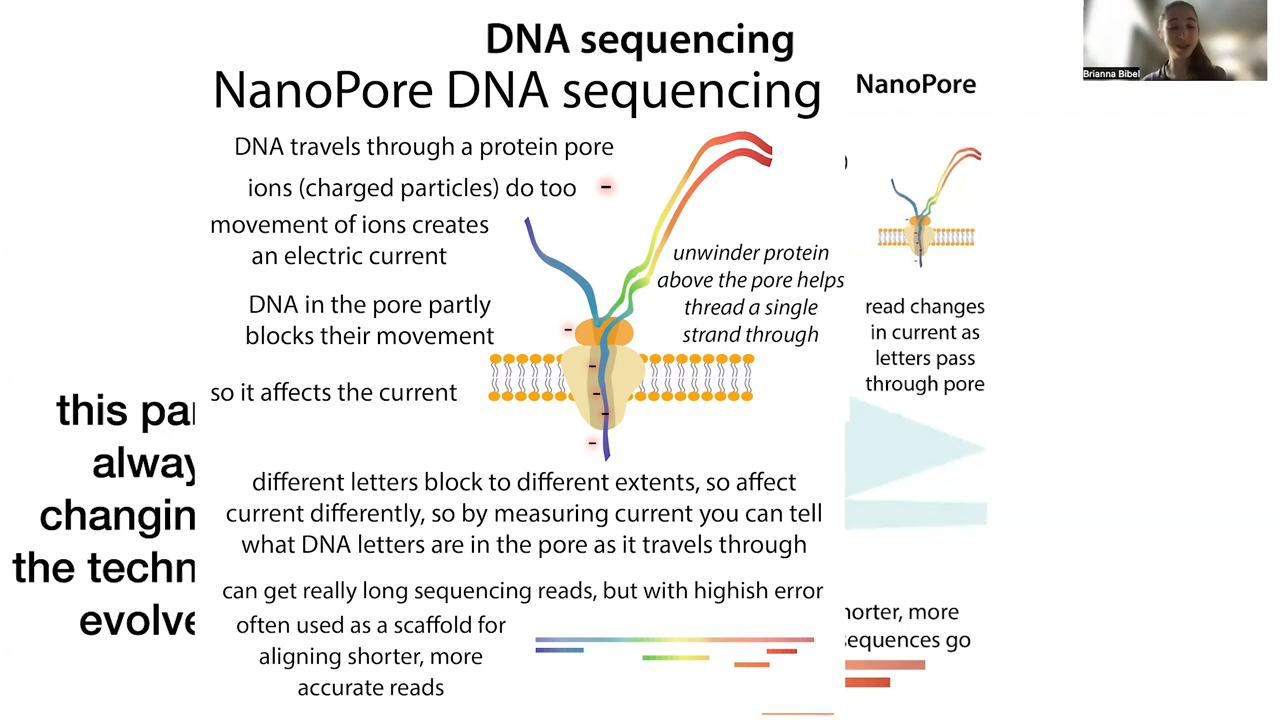 DNA sequencing
Brianna Bibel
NanoPore DNA sequencing
NanoPore
DNA travels through a protein pore
ions (charged particles) do too
-
movement of ions creates
an electric current
unwinder protein
above the pore helps
thread a single
strand through
DNA in the pore partly
blocks their movement
so it affects the current
read changes
in current as
letters pass
through pore
this par
alway
changin
the techn
evolve
different letters block to different extents, so affect
current differently, so by measuring current you can tell
what DNA letters are in the pore as it travels through
can get really long sequencing reads, but with highish error
often used as a scaffold for
aligning shorter, more
accurate reads
horter, more
sequences go